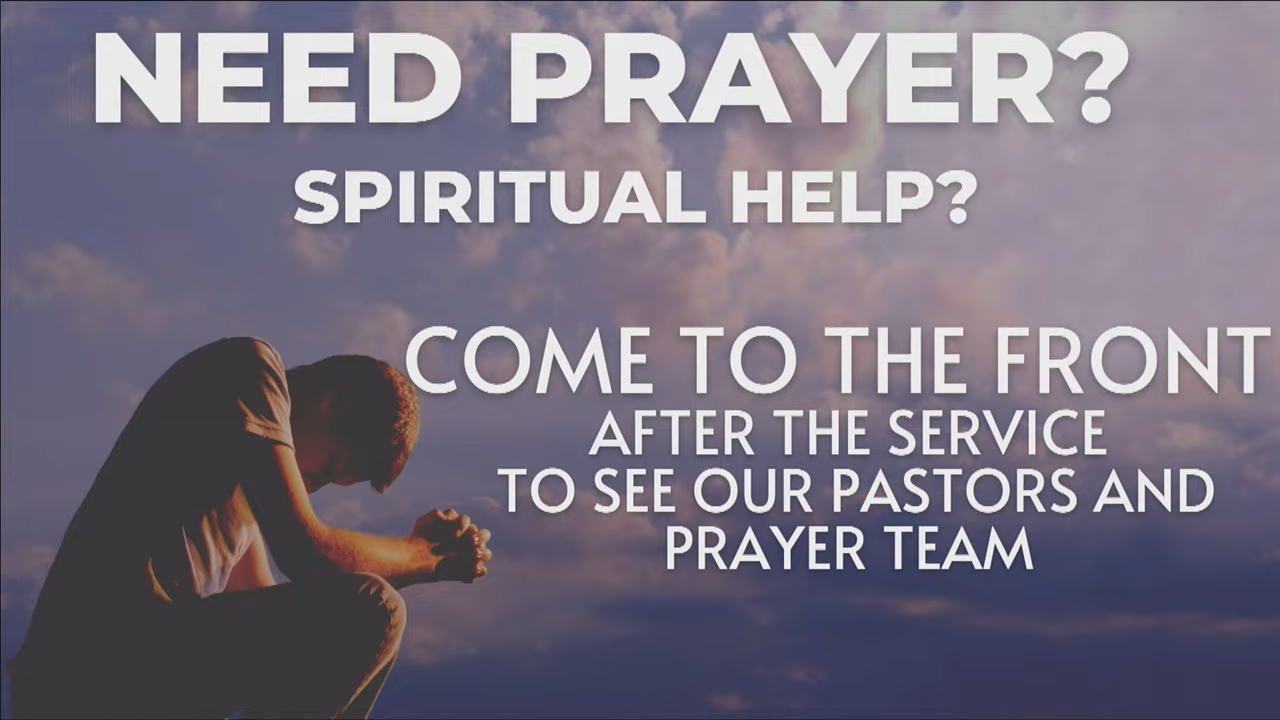 NEED PRAYER?
SPIRITUAL HELP?
COME TO THE FRONT
AFTER THE SERVICE
TO SEE OUR PASTORS AND
PRAYER TEAM